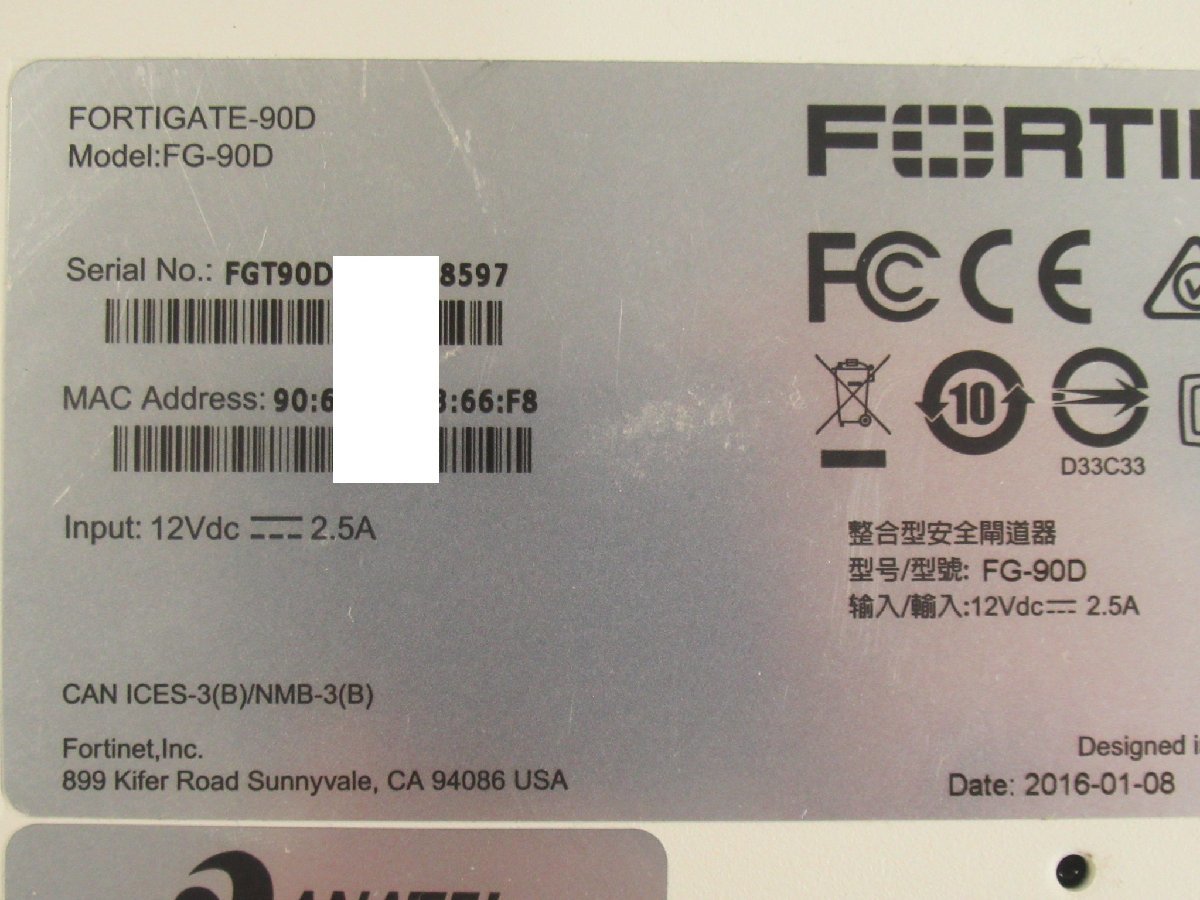 FORTIGATE-90D
Model:FG-90D
Serial No.: FGT90D 8597
MAC Address: 90:6 :66:F8
Input: 12Vdc 2.5A
CAN ICES-3(B)/NMB-3(B)
Fortinet,Inc.
899 Kifer Road Sunnyvale, CA 94086 USA
FORTI
FC CE
10
D33C33
整合型安全閘道器
型号/型號: FG-90D
输入/輸入:12Vdc 2.5A
Designed
Date: 2016-01-08